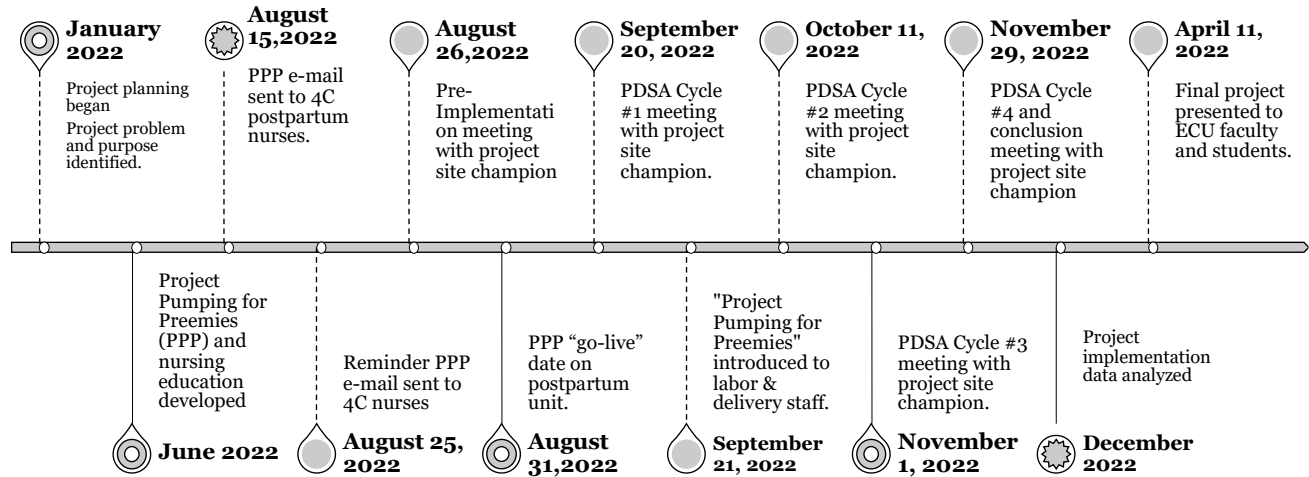 January
2022
Project planning
began
Project problem
and purpose
identified.
August
15,2022
PPP e-mail
sent to 4C
postpartum
nurses.
August
26,2022
Pre-
Implementati
on meeting
with project
site champion
September
20, 2022
PDSA Cycle
#1 meeting
with project
site
champion.
October 11,
2022
PDSA Cycle
#2 meeting
with project
site
champion.
November
29, 2022
PDSA Cycle
#4 and
conclusion
meeting with
project site
champion
April 11,
2022
Final project
presented to
ECU faculty
and students.
Project
Pumping for
Preemies
(PPP) and
nursing
education
developed
June 2022
Reminder PPP
e-mail sent to
4C nurses
August 25,
2022
PPP “go-live”
date on
postpartum
unit.
August
31,2022
"Project
Pumping for
Preemies"
introduced to
labor &
delivery staff.
September
21, 2022
PDSA Cycle #3
meeting with
project site
champion.
November
1, 2022
Project
implementation
data analyzed
December
2022